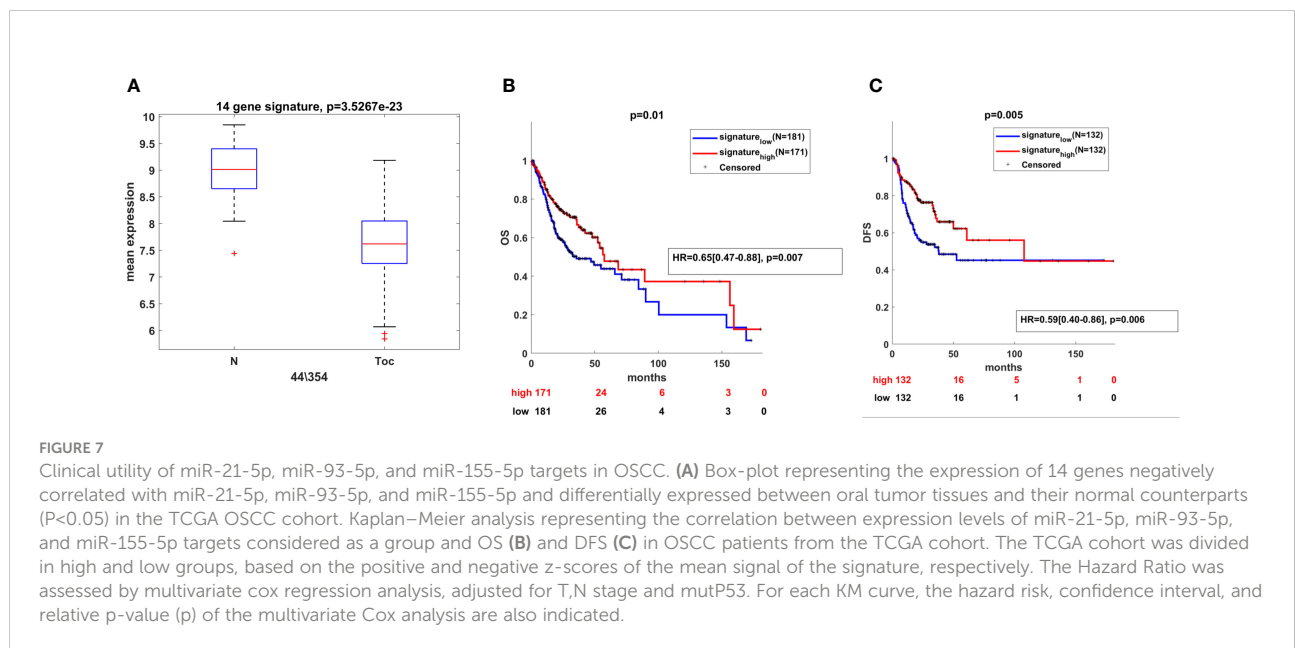 A
14 gene signature, p=3.5267e-23
mean expression
10
9.5
9
8.5
8
7.5
7
6.5
6
N Toc
44\354
B
p=0.01
signature_low(N=181)
signature_high(N=171)
Censored
OS
1
0.8
0.6
0.4
0.2
0
HR=0.65[0.47-0.88], p=0.007
0 50 100 150
months
high 171 24 6 3 0
low 181 26 4 3 0
C
p=0.005
signature_low(N=132)
signature_high(N=132)
Censored
DFS
1
0.8
0.6
0.4
0.2
0
HR=0.59[0.40-0.86], p=0.006
0 50 100 150
months
high 132 16 5 1 0
low 132 16 1 1 0
FIGURE 7
Clinical utility of miR-21-5p, miR-93-5p, and miR-155-5p targets in OSCC. (A) Box-plot representing the expression of 14 genes negatively
correlated with miR-21-5p, miR-93-5p, and miR-155-5p and differentially expressed between oral tumor tissues and their normal counterparts
(P<0.05) in the TCGA OSCC cohort. Kaplan–Meier analysis representing the correlation between expression levels of miR-21-5p, miR-93-5p,
and miR-155-5p targets considered as a group and OS (B) and DFS (C) in OSCC patients from the TCGA cohort. The TCGA cohort was divided
in high and low groups, based on the positive and negative z-scores of the mean signal of the signature, respectively. The Hazard Ratio was
assessed by multivariate cox regression analysis, adjusted for T,N stage and mutP53. For each KM curve, the hazard risk, confidence interval, and
relative p-value (p) of the multivariate Cox analysis are also indicated.